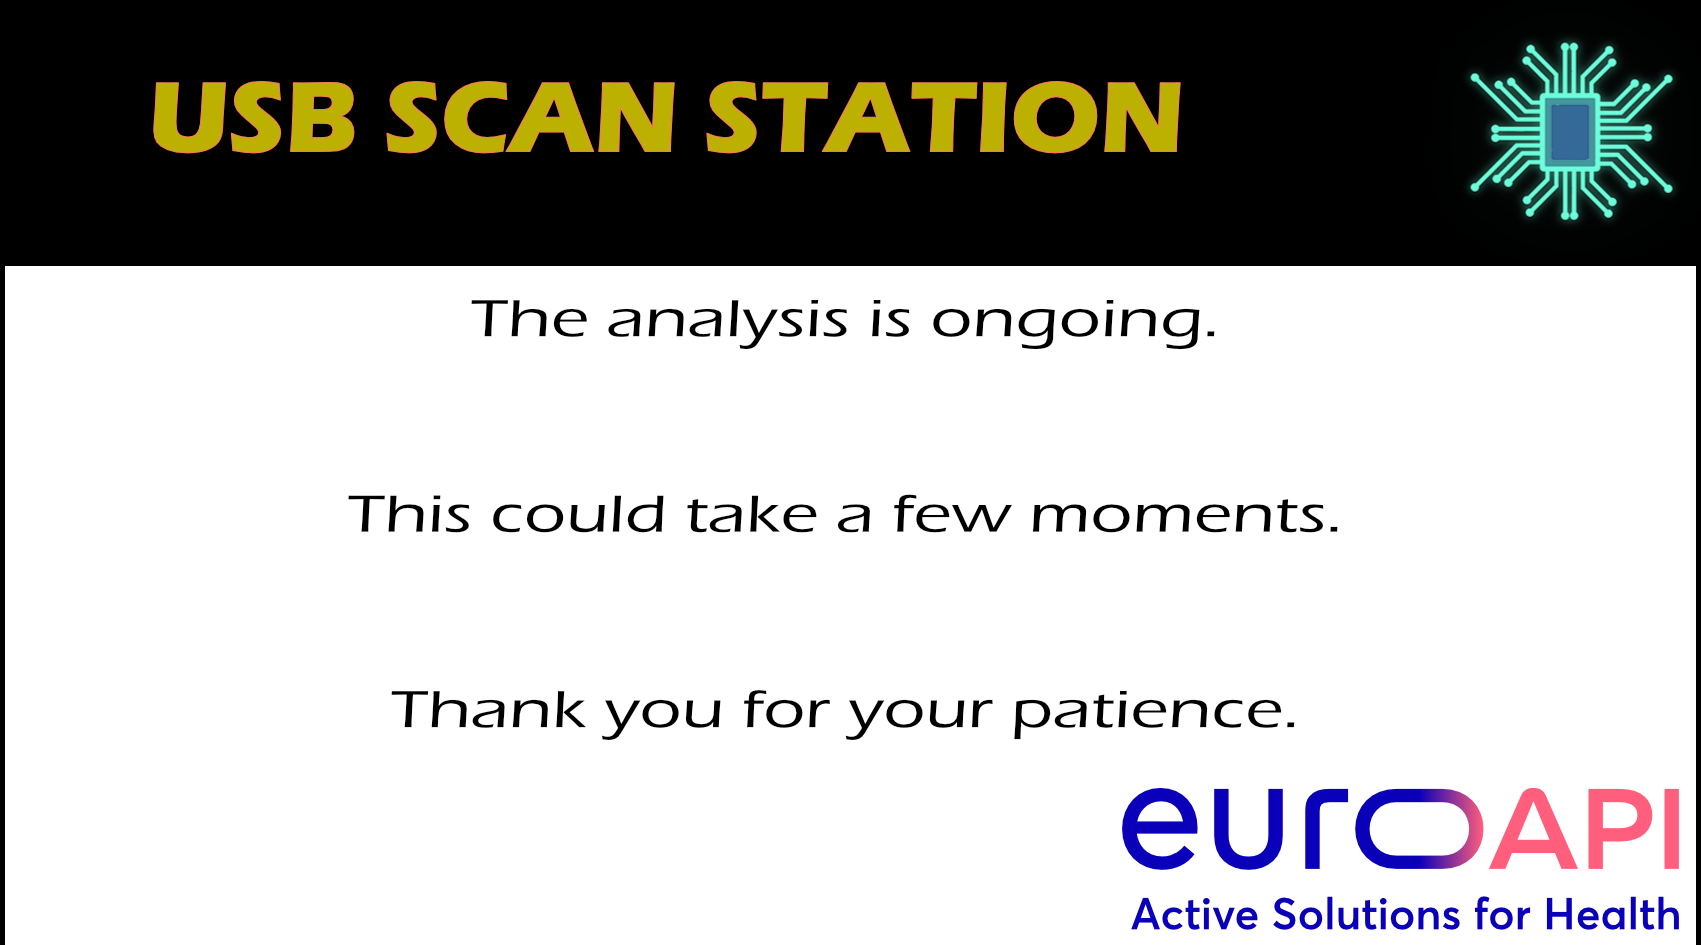 USB SCAN STATION
The analysis is ongoing.
This could take a few moments.
Thank you for your patience.
euroAPI
Active Solutions for Health